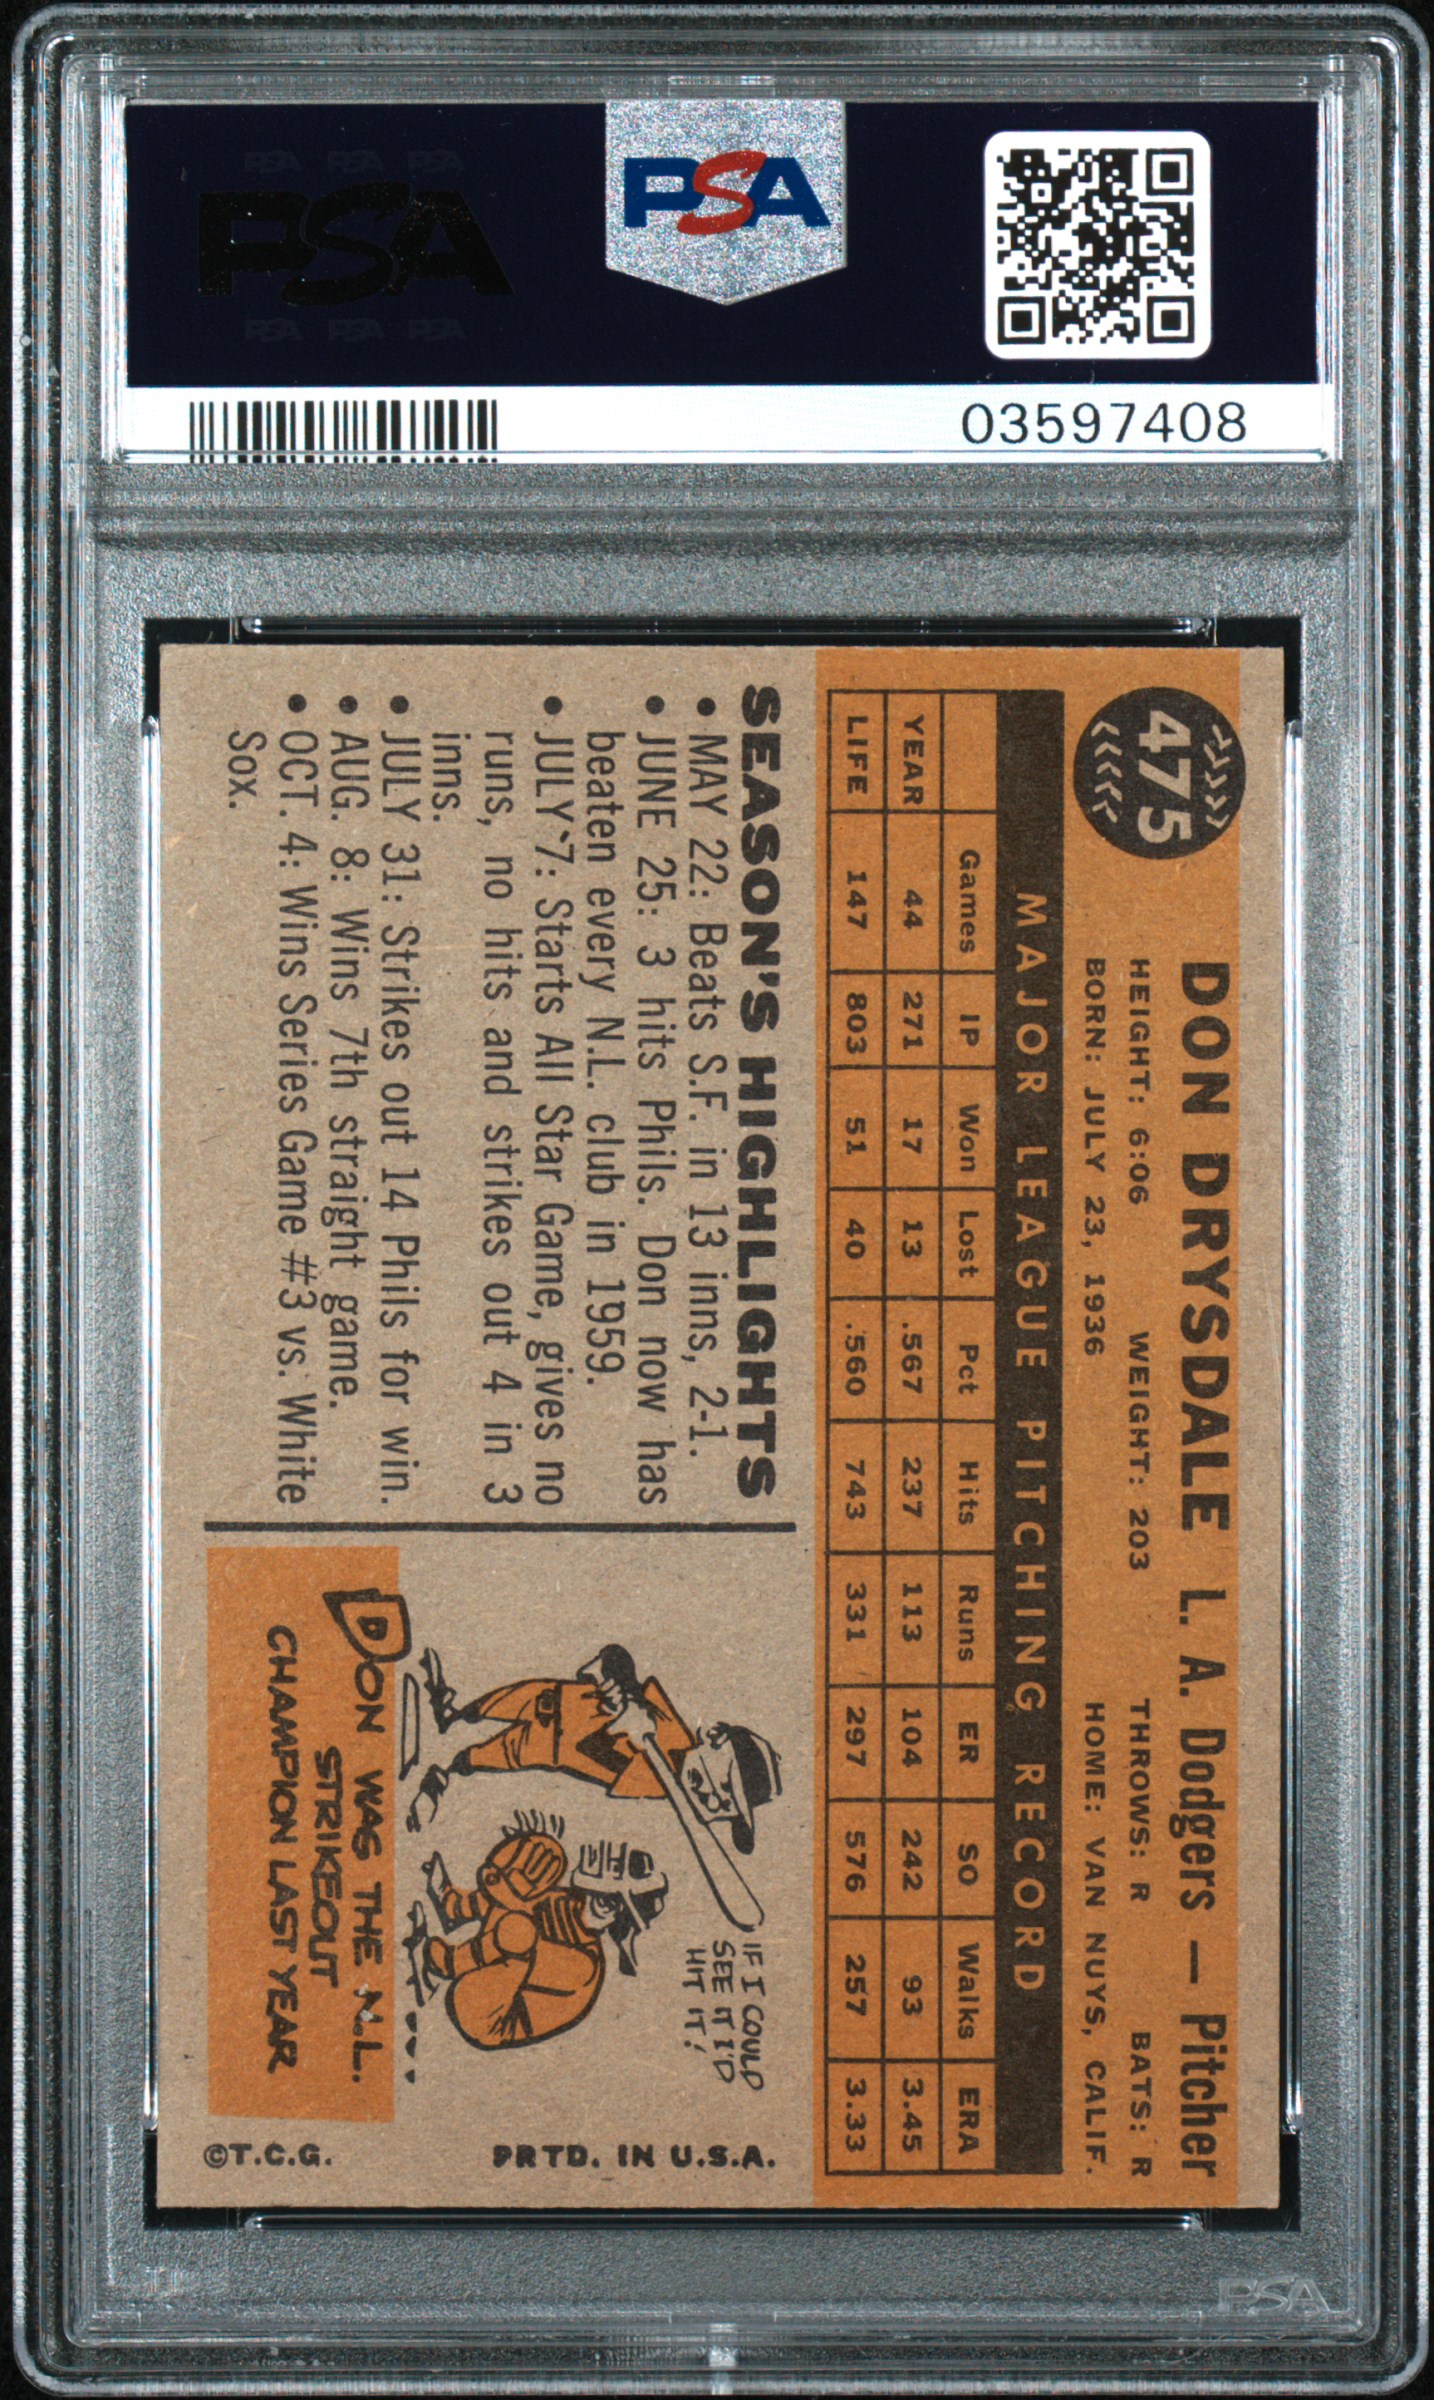 PSA PSA PSA
PSA
PSA PSA PSA
PSA
03597408
475
DON DRYSDALE L. A. Dodgers — Pitcher
HEIGHT: 6:06 WEIGHT: 203 THROWS: R BATS: R
BORN: JULY 23, 1936 HOME: VAN NUYS, CALIF.
MAJOR LEAGUE PITCHING RECORD
Games IP Won Lost Pct Hits Runs ER SO Walks ERA
YEAR 44 271 17 13 .567 237 113 104 242 93 3.45
LIFE 147 803 51 40 .560 743 331 297 576 257 3.33
SEASON'S HIGHLIGHTS
• MAY 22: Beats S.F. in 13 inns, 2-1.
• JUNE 25: 3 hits Phils. Don now has
beaten every N.L. club in 1959.
• JULY 7: Starts All Star Game, gives no
runs, no hits and strikes out 4 in 3
inns.
• JULY 31: Strikes out 14 Phils for win.
• AUG. 8: Wins 7th straight game.
• OCT. 4: Wins Series Game #3 vs. White
Sox.
IF I COULD
SEE IT I'D
HIT IT!
DON WAS THE N.L.
STRIKEOUT
CHAMPION LAST YEAR
©T.C.G. PRTD. IN U.S.A.
PSA